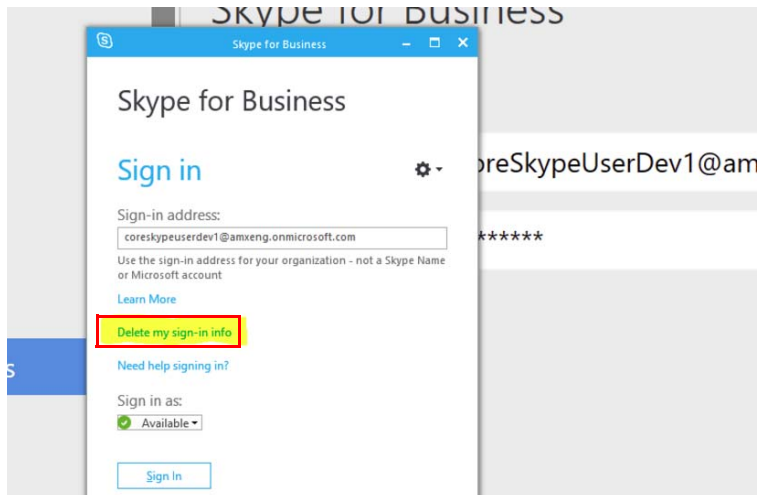 Skype for Business
Skype for Business
Skype for Business
Sign in
oreSkypeUserDev1@am
Sign-in address:
coreskypeuserdev1@amxeng.onmicrosoft.com
*******
Use the sign-in address for your organization - not a Skype Name
or Microsoft account
Learn More
Delete my sign-in info
Need help signing in?
s
Sign in as:
Available
Sign In